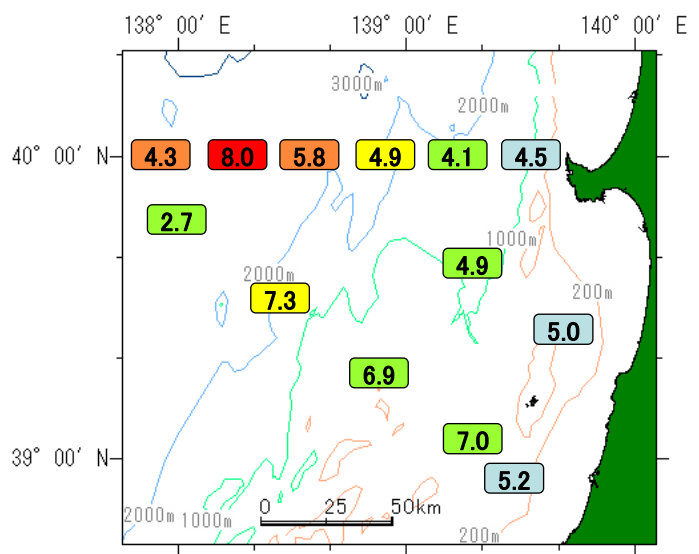 138° 00′ E
139° 00′ E
140° 00′ E
3000m
2000m
40° 00′ N
4.3
8.0
5.8
4.9
4.1
4.5
2.7
1000m
4.9
2000m
7.3
200m
5.0
6.9
7.0
39° 00′ N
5.2
0 25 50km
2000m
1000m
200m